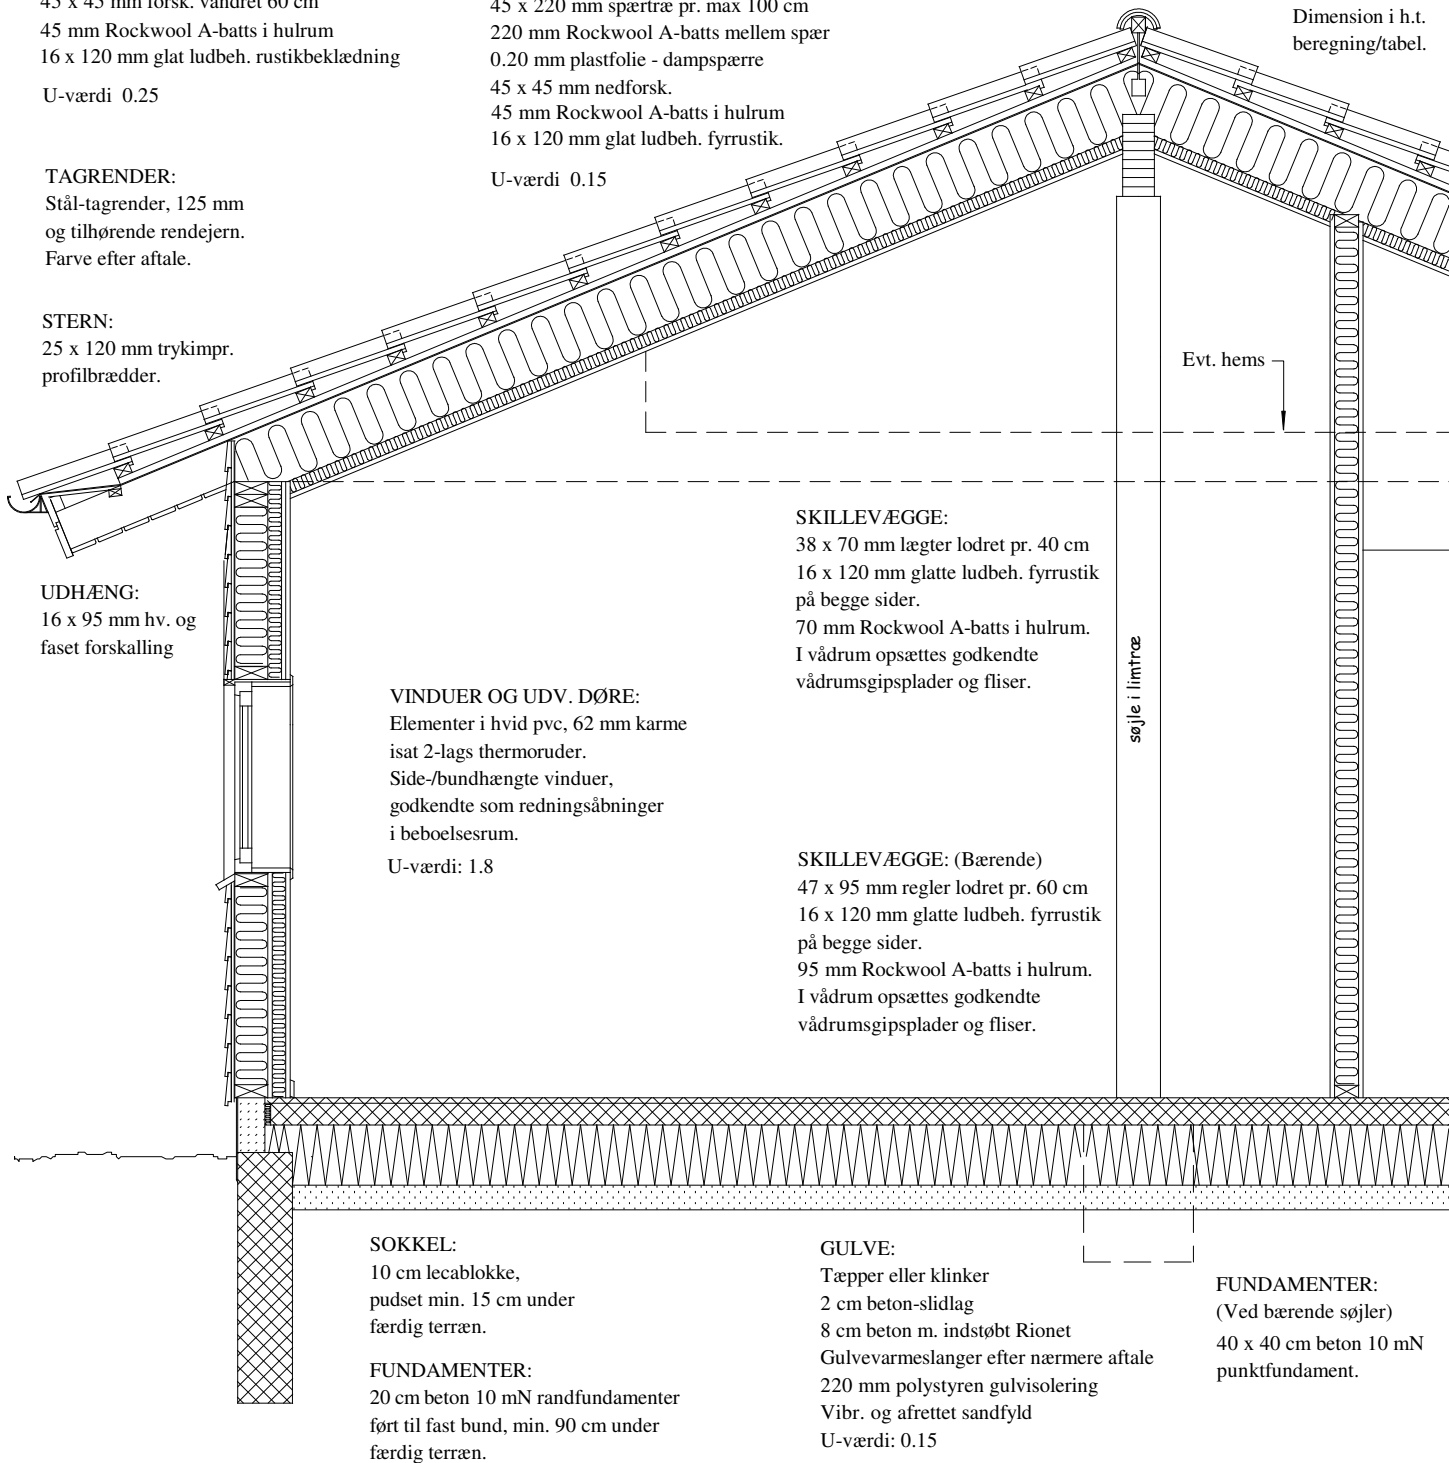 45 x 45 mm forsk. vandret 60 cm
45 mm Rockwool A-batts i hulrum
16 x 120 mm glat ludbeh. rustikbeklædning
U-værdi 0.25
45 x 220 mm spærtræ pr. max 100 cm
220 mm Rockwool A-batts mellem spær
0.20 mm plastfolie - dampspærre
45 x 45 mm nedforsk.
45 mm Rockwool A-batts i hulrum
16 x 120 mm glat ludbeh. fyrrustik.
U-værdi 0.15
Dimension i h.t.
beregning/tabel.
TAGRENDER:
Stål-tagrender, 125 mm
og tilhørende rendejern.
Farve efter aftale.
STERN:
25 x 120 mm trykimpr.
profilbrædder.
Evt. hems
UDHÆNG:
16 x 95 mm hv. og
faset forskalling
SKILLEVÆGGE:
38 x 70 mm lægter lodret pr. 40 cm
16 x 120 mm glatte ludbeh. fyrrustik
på begge sider.
70 mm Rockwool A-batts i hulrum.
I vådrum opsættes godkendte
vådrumsgipsplader og fliser.
søjle i limtræ
VINDUER OG UDV. DØRE:
Elementer i hvid pvc, 62 mm karme
isat 2-lags thermoruder.
Side-/bundhængte vinduer,
godkendte som redningsåbninger
i beboelsesrum.
U-værdi: 1.8
SKILLEVÆGGE: (Bærende)
47 x 95 mm regler lodret pr. 60 cm
16 x 120 mm glatte ludbeh. fyrrustik
på begge sider.
95 mm Rockwool A-batts i hulrum.
I vådrum opsættes godkendte
vådrumsgipsplader og fliser.
SOKKEL:
10 cm lecablokke,
pudset min. 15 cm under
færdig terræn.
FUNDAMENTER:
20 cm beton 10 mN randfundamenter
ført til fast bund, min. 90 cm under
færdig terræn.
GULVE:
Tæpper eller klinker
2 cm beton-slidlag
8 cm beton m. indstøbt Rionet
Gulvevarmeslanger efter nærmere aftale
220 mm polystyren gulvisolering
Vibr. og afrettet sandfyld
U-værdi: 0.15
FUNDAMENTER:
(Ved bærende søjler)
40 x 40 cm beton 10 mN
punktfundament.